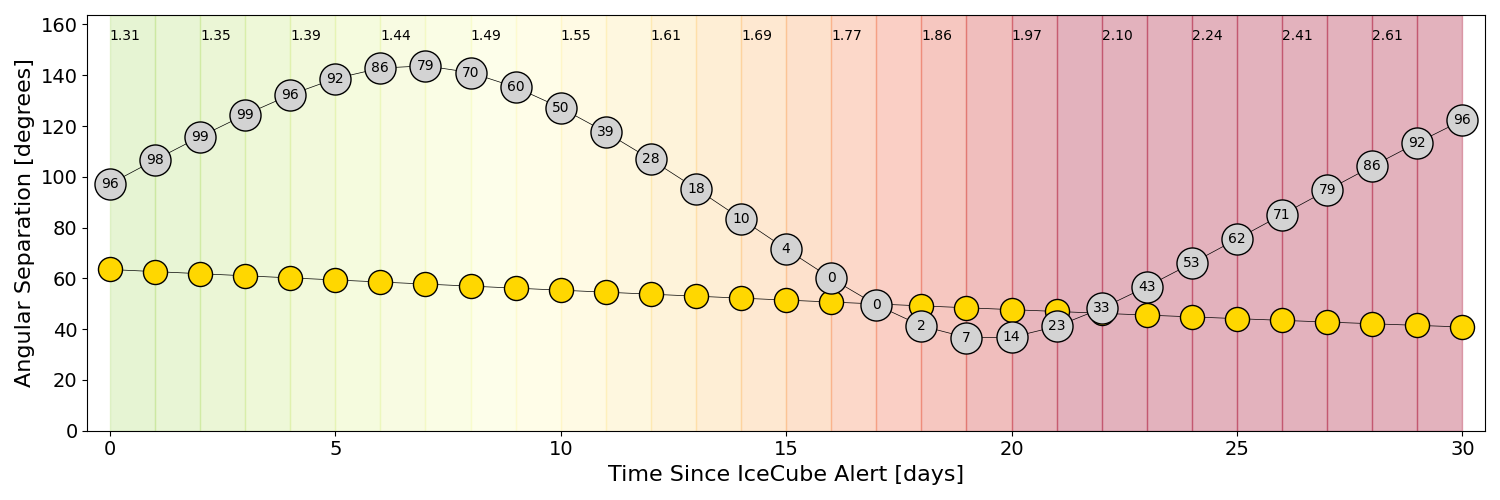 160
140
120
100
80
60
40
20
0
Angular Separation [degrees]
1.31 1.35 1.39 1.44 1.49 1.55 1.61 1.69 1.77 1.86 1.97 2.10 2.24 2.41 2.61
96 98 99 99 96 92 86 79 70 60 50 39 28 18 10 4 0 0 2 7 14 23 33 43 53 62 71 79 86 92 96
0 5 10 15 20 25 30
Time Since IceCube Alert [days]